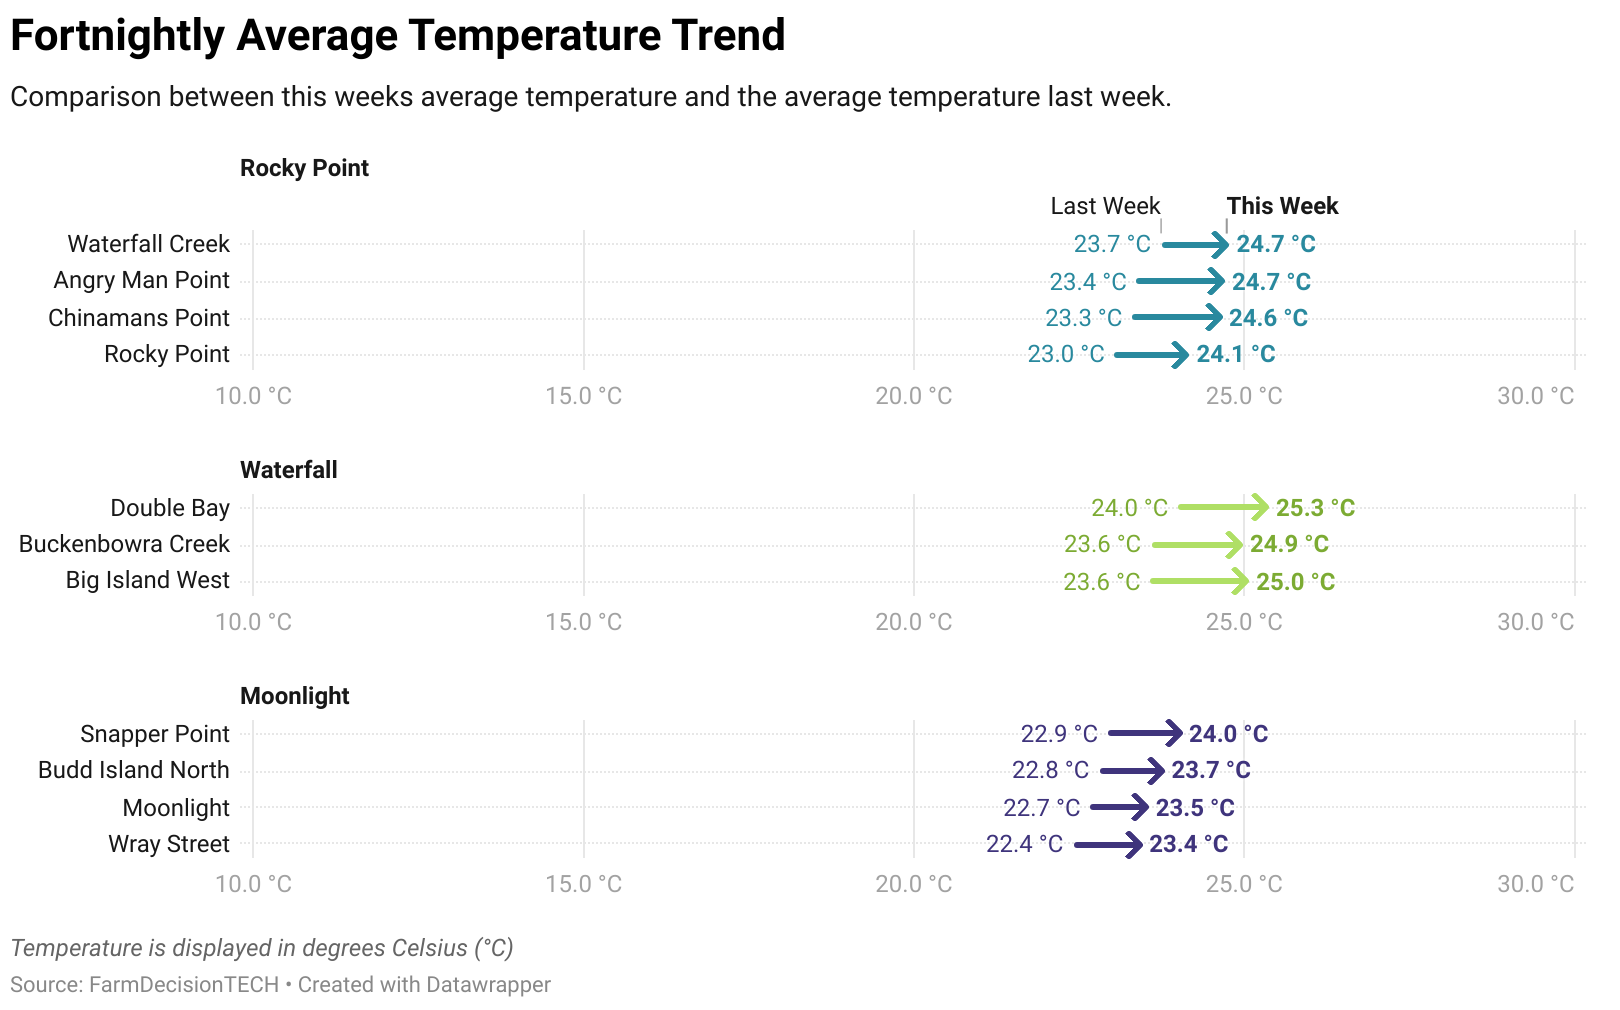 Fortnightly Average Temperature Trend
Comparison between this weeks average temperature and the average temperature last week.
Rocky Point
Last Week This Week
Waterfall Creek 23.7 °C 24.7 °C
Angry Man Point 23.4 °C 24.7 °C
Chinamans Point 23.3 °C 24.6 °C
Rocky Point 23.0 °C 24.1 °C
10.0 °C 15.0 °C 20.0 °C 25.0 °C 30.0 °C
Waterfall
Double Bay 24.0 °C 25.3 °C
Buckenbowra Creek 23.6 °C 24.9 °C
Big Island West 23.6 °C 25.0 °C
10.0 °C 15.0 °C 20.0 °C 25.0 °C 30.0 °C
Moonlight
Snapper Point 22.9 °C 24.0 °C
Budd Island North 22.8 °C 23.7 °C
Moonlight 22.7 °C 23.5 °C
Wray Street 22.4 °C 23.4 °C
10.0 °C 15.0 °C 20.0 °C 25.0 °C 30.0 °C
Temperature is displayed in degrees Celsius (°C)
Source: FarmDecisionTECH • Created with Datawrapper